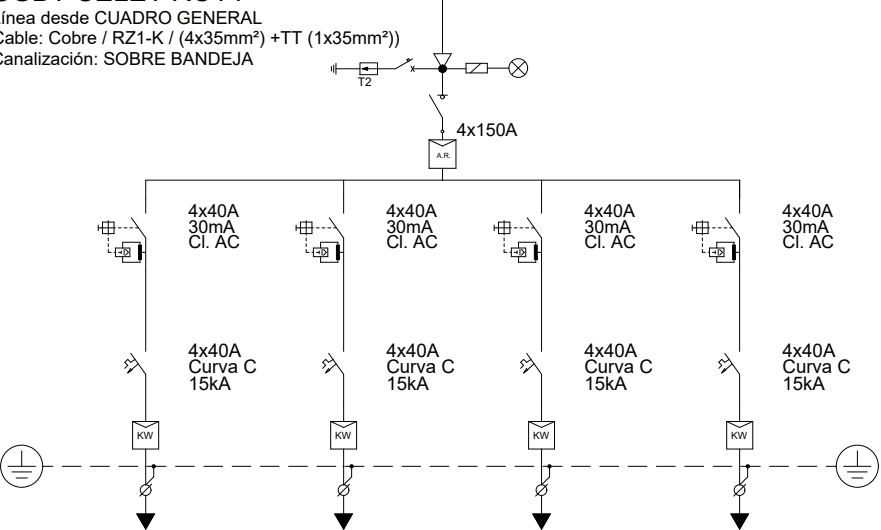 Línea desde CUADRO GENERAL
Cable: Cobre / RZ1-K / (4x35mm²) +TT (1x35mm²))
Canalización: SOBRE BANDEJA
T2
4x150A
A.R.
4x40A
30mA
Cl. AC
4x40A
30mA
Cl. AC
4x40A
30mA
Cl. AC
4x40A
30mA
Cl. AC
4x40A
Curva C
15kA
4x40A
Curva C
15kA
4x40A
Curva C
15kA
4x40A
Curva C
15kA
KW
KW
KW
KW